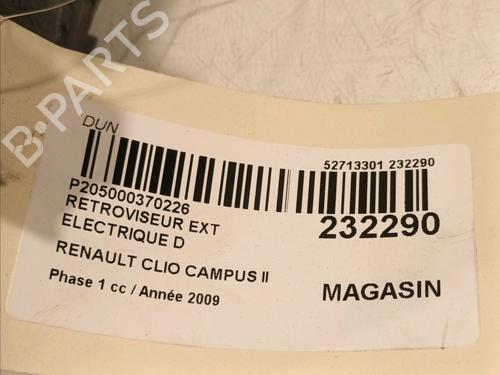 B-PARTS
DUN
52713301 232290
P205000370226
RETROVISEUR EXT
ELECTRIQUE D
232290
RENAULT CLIO CAMPUS II
Phase 1 cc / Année 2009
MAGASIN